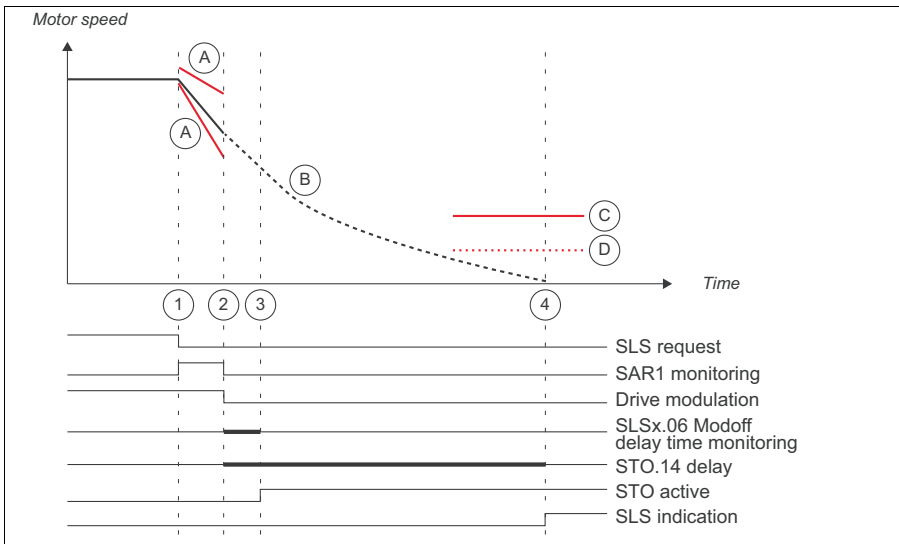 Motor speed
A
A
B
C
D
Time
1 2 3 4
SLS request
SAR1 monitoring
Drive modulation
SLSx.06 Modoff
delay time monitoring
STO.14 delay
STO active
SLS indication